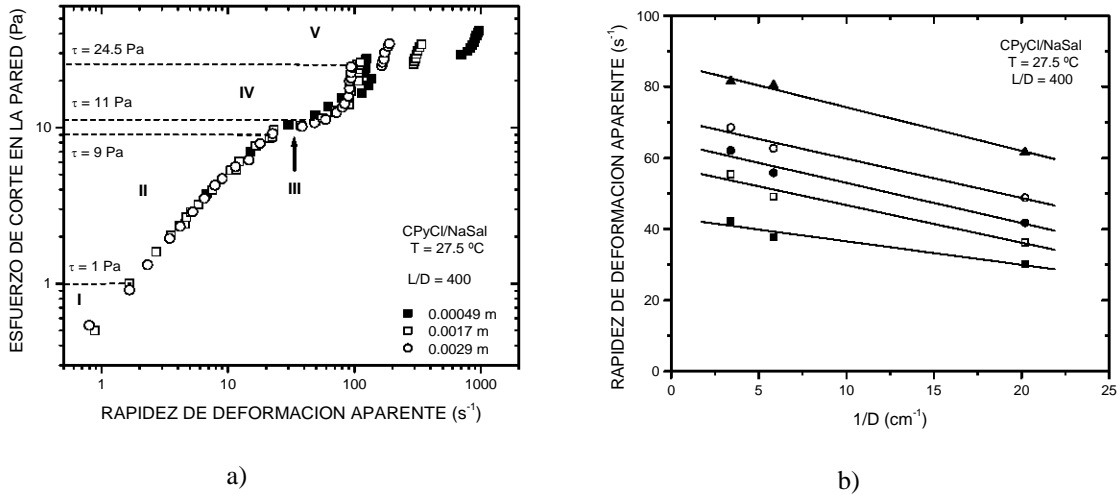 ESFUERZO DE CORTE EN LA PARED (Pa)
10
1
1
10
100
1000
RAPIDEZ DE DEFORMACION APARENTE (s⁻¹)
τ = 24.5 Pa
τ = 11 Pa
τ = 9 Pa
τ = 1 Pa
V
IV
III
II
I
CPyCl/NaSal
T = 27.5 ºC
L/D = 400
0.00049 m
0.0017 m
0.0029 m
a)
RAPIDEZ DE DEFORMACION APARENTE (s⁻¹)
100
80
60
40
20
0
0
5
10
15
20
25
1/D (cm⁻¹)
CPyCl/NaSal
T = 27.5 ºC
L/D = 400
b)